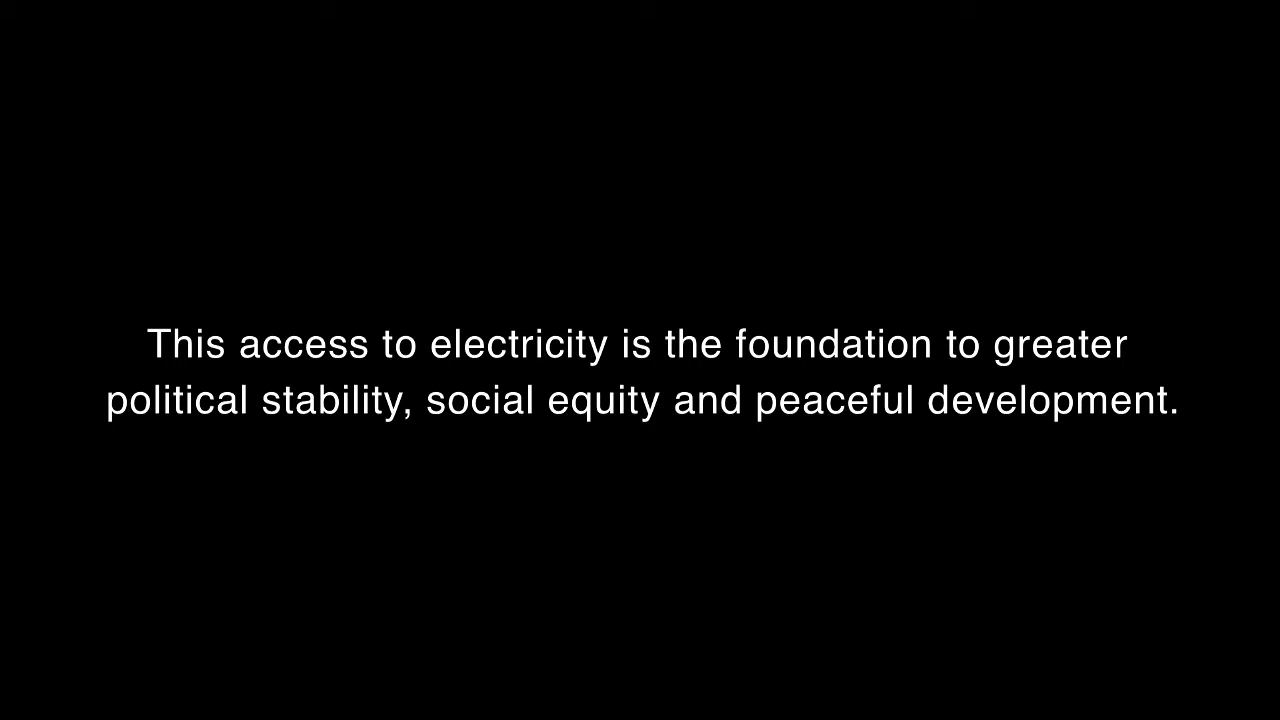 This access to electricity is the foundation to greater
political stability, social equity and peaceful development.